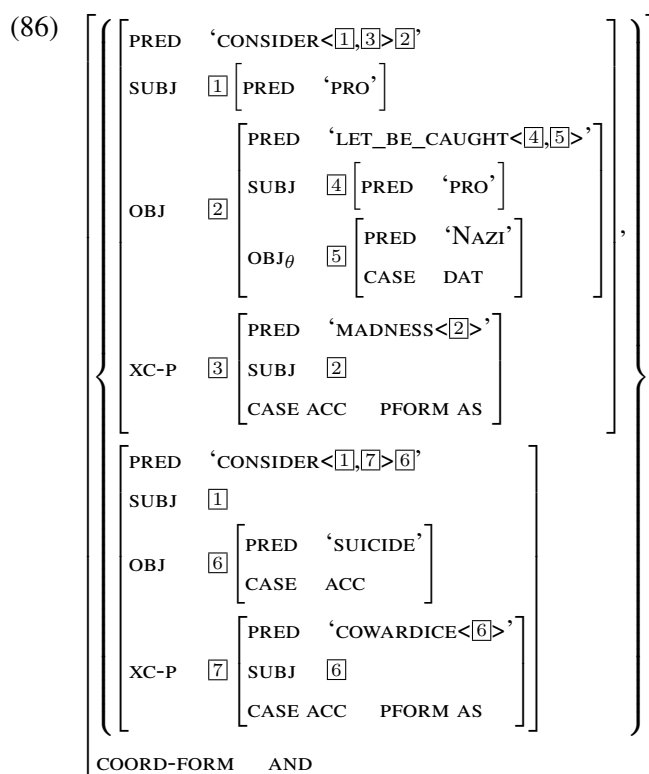 (86)
PRED ‘CONSIDER<1,3>2’
SUBJ 1 [PRED ‘PRO’]
PRED ‘LET_BE_CAUGHT<4,5>’
SUBJ 4 [PRED ‘PRO’]
OBJ 2
PRED ‘NAZI’
OBJθ 5
CASE DAT
,
PRED ‘MADNESS<2>’
XC-P 3 SUBJ 2
CASE ACC PFORM AS
PRED ‘CONSIDER<1,7>6’
SUBJ 1
PRED ‘SUICIDE’
OBJ 6
CASE ACC
PRED ‘COWARDICE<6>’
XC-P 7 SUBJ 6
CASE ACC PFORM AS
COORD-FORM AND